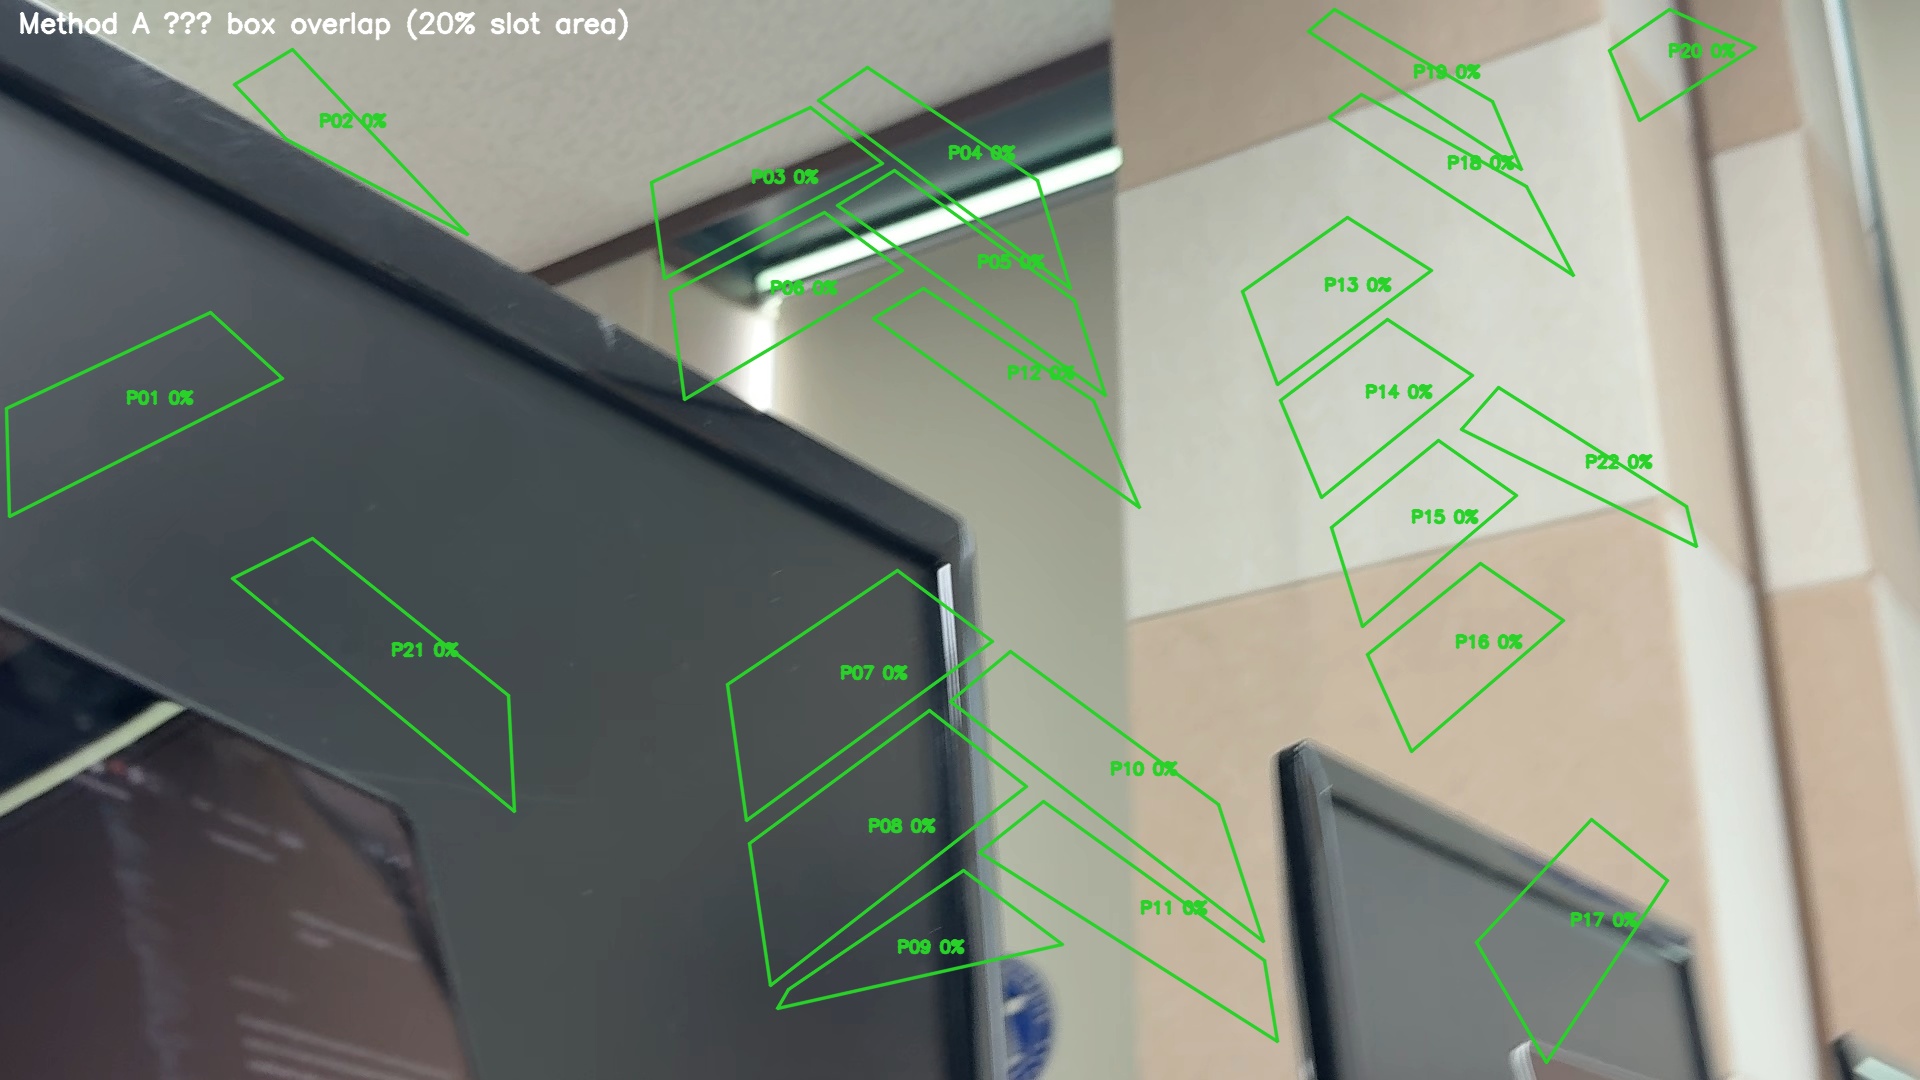 Method A ??? box overlap (20% slot area)
P20 0%
P19 0%
P02 0%
P04 0%
P18 0%
P03 0%
P05 0%
P13 0%
P06 0%
P12 0%
P14 0%
P01 0%
P22 0%
P15 0%
P16 0%
P21 0%
P07 0%
P10 0%
P08 0%
P11 0%
P17 0%
P09 0%